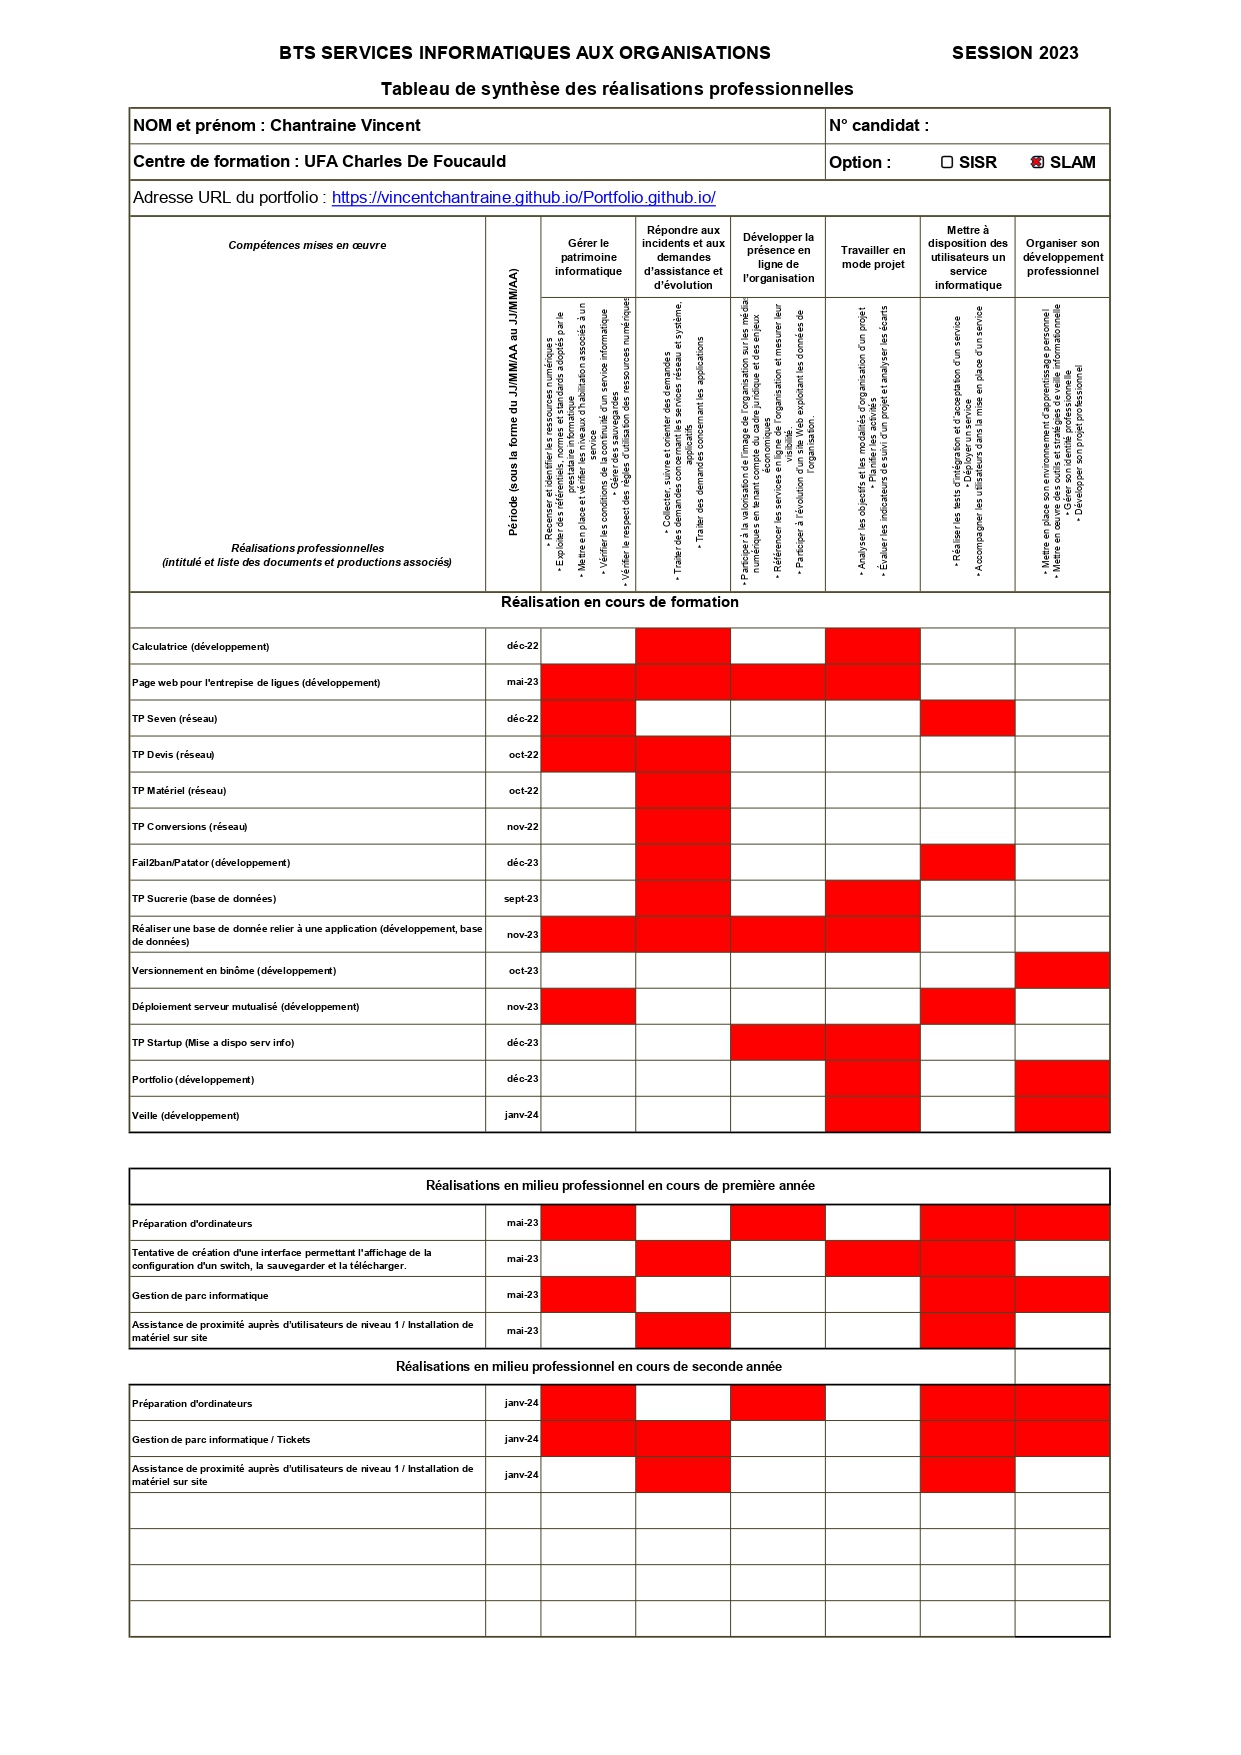 BTS SERVICES INFORMATIQUES AUX ORGANISATIONS SESSION 2023
Tableau de synthèse des réalisations professionnelles
NOM et prénom : Chantraine Vincent N° candidat :
Centre de formation : UFA Charles De Foucauld Option : SISR SLAM
Adresse URL du portfolio : https://vincentchantraine.github.io/Portfolio.github.io/
Compétences mises en œuvre
Réalisations professionnelles
(intitulé et liste des documents et productions associés)
Période (sous la forme du JJ/MM/AA au JJ/MM/AA)
Gérer le
patrimoine
informatique
Répondre aux
incidents et aux
demandes
d'assistance et
d'évolution
Développer la
présence en
ligne de
l'organisation
Travailler en
mode projet
Mettre à
disposition des
utilisateurs un
service
informatique
Organiser son
développement
professionnel
‣ Recenser et identifier les ressources numériques
‣ Exploiter des référentiels, normes et standards adoptés par le
prestataire informatique
‣ Mettre en place et vérifier les niveaux d'habilitation associés à un
service
‣ Vérifier les conditions de la continuité d'un service informatique
‣ Gérer des sauvegardes
‣ Vérifier le respect des règles d'utilisation des ressources numériques
‣ Collecter, suivre et orienter des demandes
‣ Traiter des demandes concernant les services réseau et système,
applicatifs
‣ Traiter des demandes concernant les applications
‣ Participer à la valorisation de l'image de l'organisation sur les médias
numériques en tenant compte du cadre juridique et des enjeux
économiques
‣ Référencer les services en ligne de l'organisation et mesurer leur
visibilité.
‣ Participer à l'évolution d'un site Web exploitant les données de
l'organisation.
‣ Analyser les objectifs et les modalités d'organisation d'un projet
‣ Planifier les activités
‣ Évaluer les indicateurs de suivi d'un projet et analyser les écarts
‣ Réaliser les tests d'intégration et d'acceptation d'un service
‣ Déployer un service
‣ Accompagner les utilisateurs dans la mise en place d'un service
‣ Mettre en place son environnement d'apprentissage personnel
‣ Mettre en œuvre des outils et stratégies de veille informationnelle
‣ Gérer son identité professionnelle
‣ Développer son projet professionnel
Réalisation en cours de formation
Calculatrice (développement) déc-22
Page web pour l'entrepise de ligues (développement) mai-23
TP Seven (réseau) déc-22
TP Devis (réseau) oct-22
TP Matériel (réseau) oct-22
TP Conversions (réseau) nov-22
Fail2ban/Patator (développement) déc-23
TP Sucrerie (base de données) sept-23
Réaliser une base de donnée relier à une application (développement, base
de données) nov-23
Versionnement en binôme (développement) oct-23
Déploiement serveur mutualisé (développement) nov-23
TP Startup (Mise a dispo serv info) déc-23
Portfolio (développement) déc-23
Veille (développement) janv-24
Réalisations en milieu professionnel en cours de première année
Préparation d'ordinateurs mai-23
Tentative de création d'une interface permettant l'affichage de la
configuration d'un switch, la sauvegarder et la télécharger. mai-23
Gestion de parc informatique mai-23
Assistance de proximité auprès d'utilisateurs de niveau 1 / Installation de
matériel sur site mai-23
Réalisations en milieu professionnel en cours de seconde année
Préparation d'ordinateurs janv-24
Gestion de parc informatique / Tickets janv-24
Assistance de proximité auprès d'utilisateurs de niveau 1 / Installation de
matériel sur site janv-24